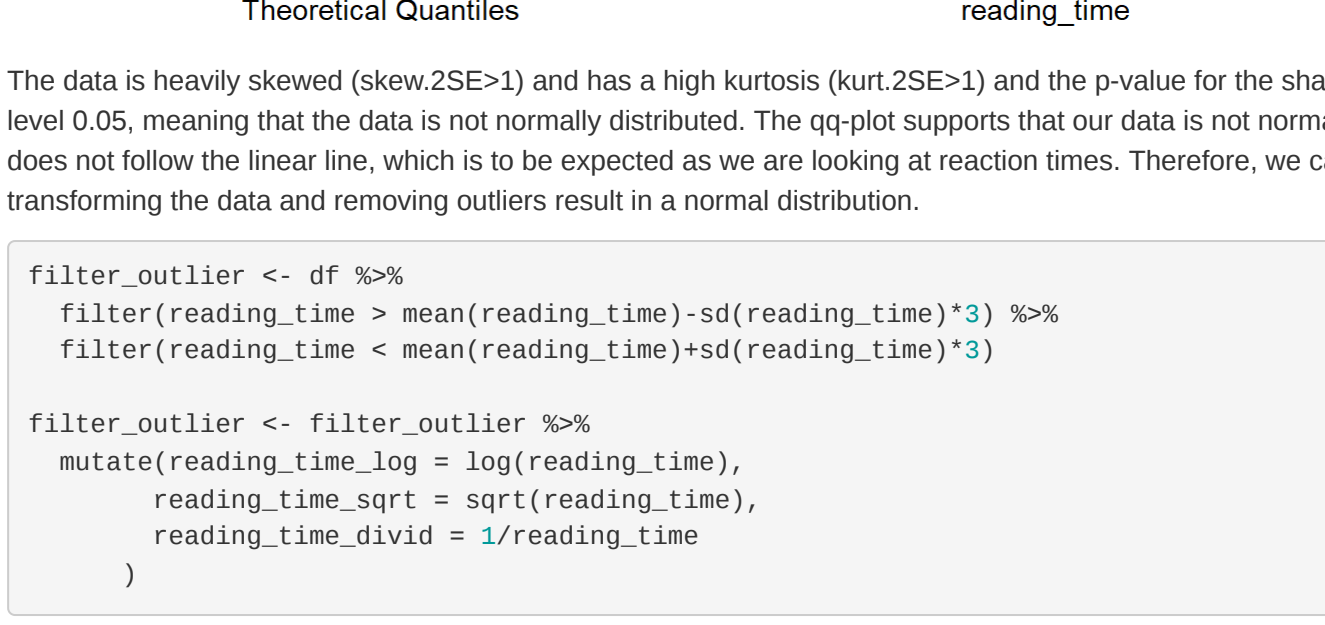 Theoretical Quantiles reading_time
The data is heavily skewed (skew.2SE>1) and has a high kurtosis (kurt.2SE>1) and the p-value for the
level 0.05, meaning that the data is not normally distributed. The qq-plot supports that our data is not
does not follow the linear line, which is to be expected as we are looking at reaction times. Therefore, we
transforming the data and removing outliers result in a normal distribution.
filter_outlier <- df %>%
filter(reading_time > mean(reading_time)-sd(reading_time)*3) %>%
filter(reading_time < mean(reading_time)+sd(reading_time)*3)
filter_outlier <- filter_outlier %>%
mutate(reading_time_log = log(reading_time),
reading_time_sqrt = sqrt(reading_time),
reading_time_divid = 1/reading_time
)